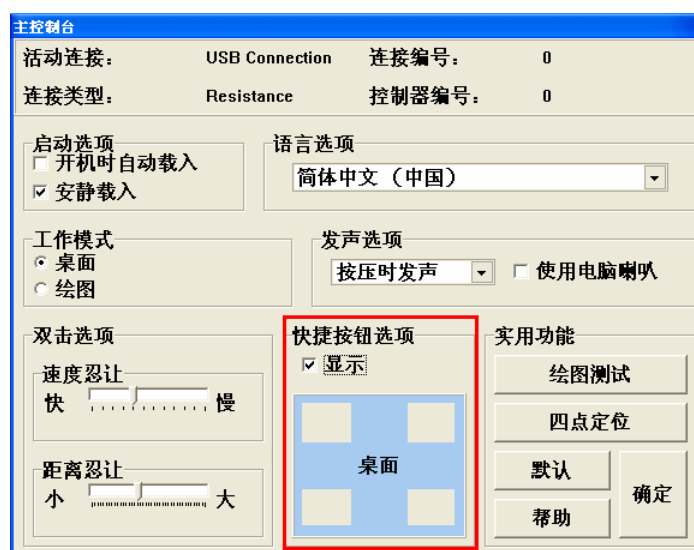 主控制台
活动连接： USB Connection 连接编号： 0
连接类型： Resistance 控制器编号： 0
启动选项
开机时自动载入
安静载入
语言选项
简体中文（中国）
工作模式
桌面
绘图
发声选项
按压时发声
使用电脑喇叭
双击选项
速度忍让
快 慢
距离忍让
小 大
快捷按钮选项
显示
桌面
实用功能
绘图测试
四点定位
默认
帮助
确定